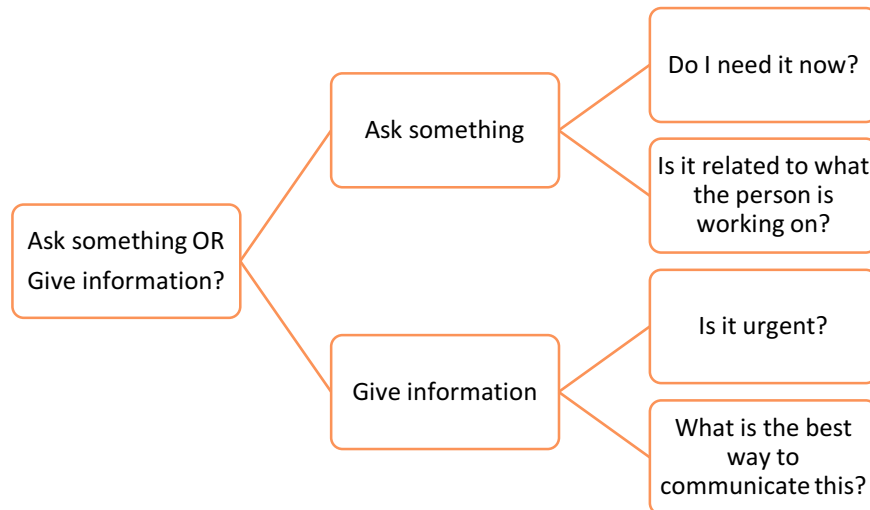 Ask something OR
Give information?
Ask something
Do I need it now?
Is it related to what
the person is
working on?
Give information
Is it urgent?
What is the best
way to
communicate this?